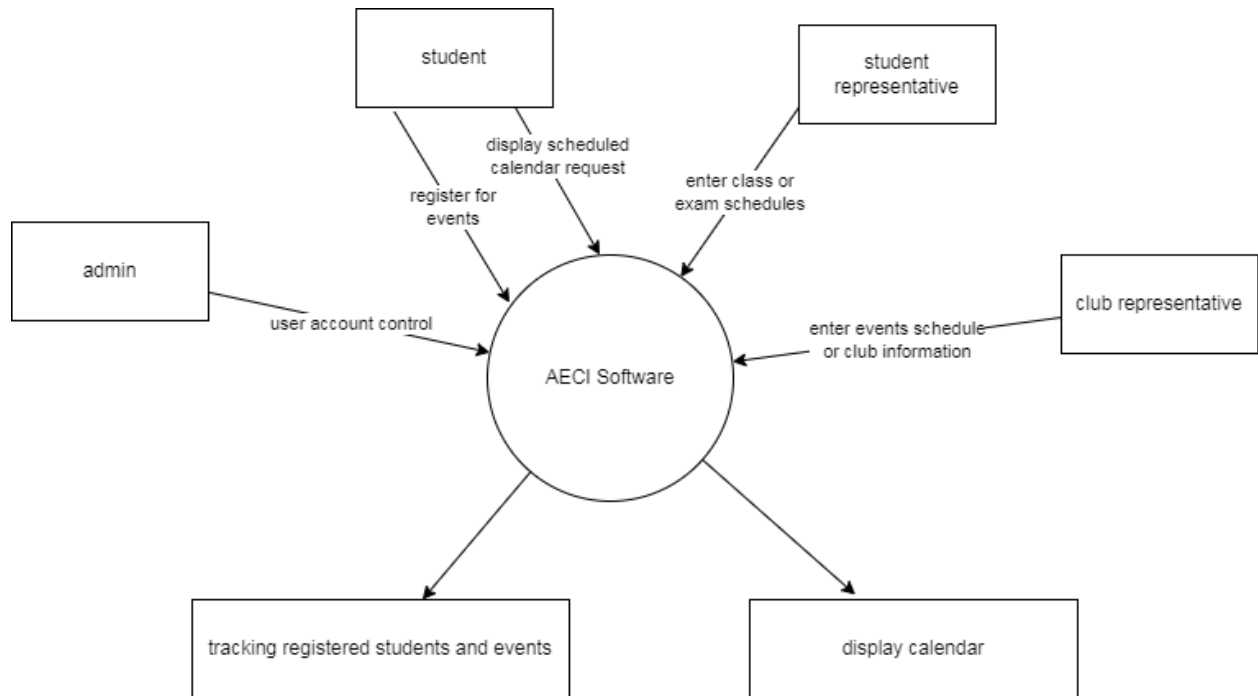 student
student
representative
display scheduled
calendar request
enter class or
exam schedules
register for
events
admin
user account control
club representative
enter events schedule
or club information
AECI Software
tracking registered students and events
display calendar